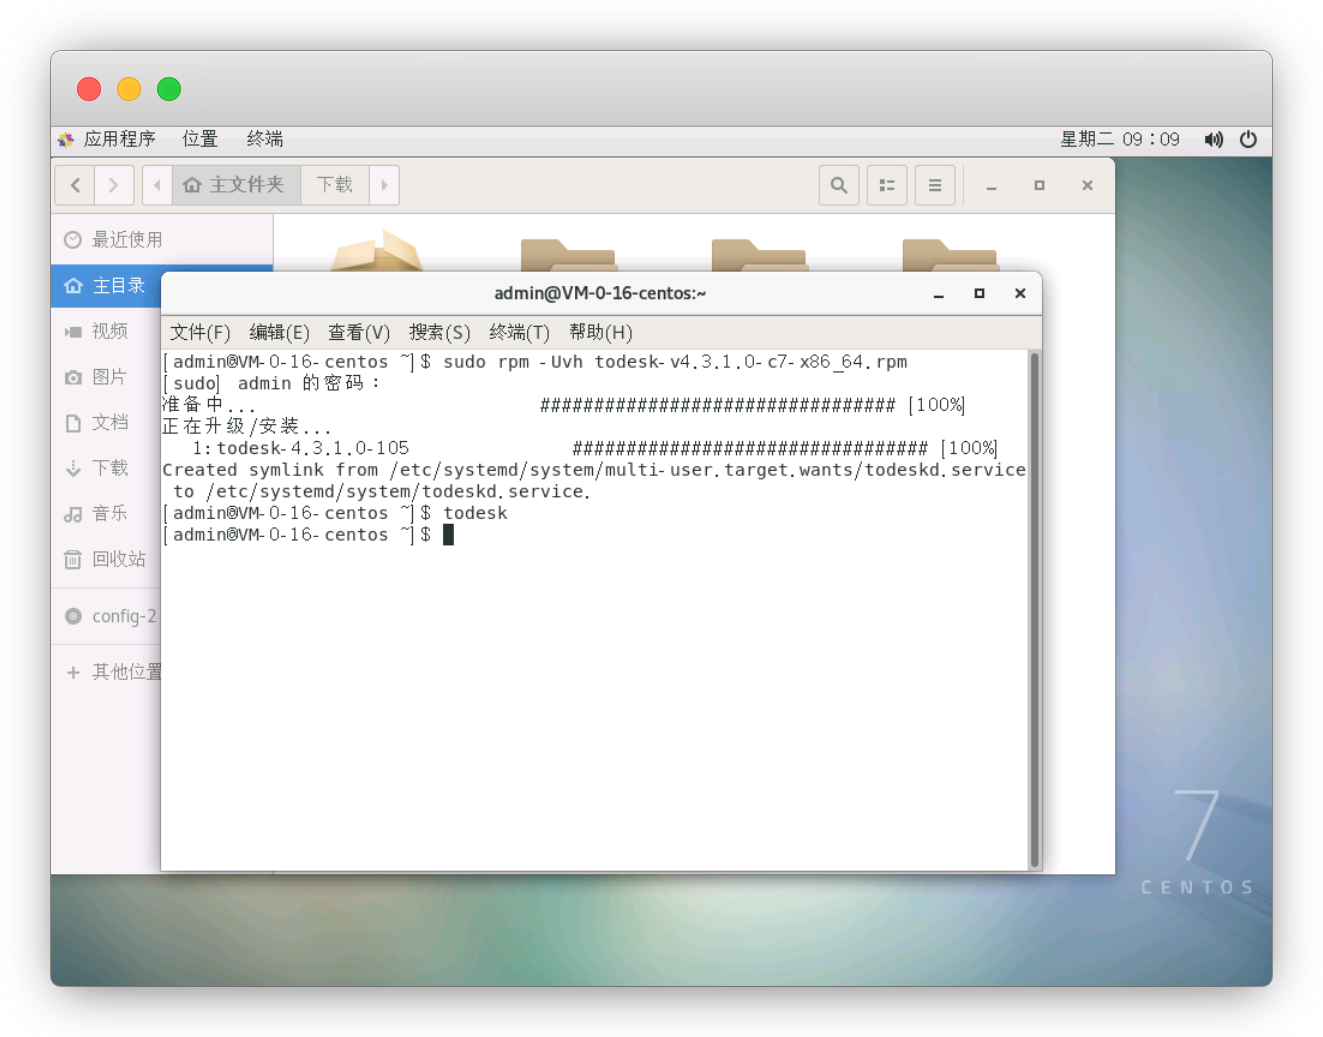 应用程序 位置 终端 星期二 09:09
主文件夹 下载
最近使用
主目录
视频
图片
文档
下载
音乐
回收站
config-2
其他位置
admin@VM-0-16-centos:~
文件(F) 编辑(E) 查看(V) 搜索(S) 终端(T) 帮助(H)
[admin@VM-0-16-centos ~]$ sudo rpm -Uvh todesk-v4.3.1.0-c7-x86_64.rpm
[sudo] admin 的密码：
准备中... ################################# [100%]
正在升级/安装...
1:todesk-4.3.1.0-105 ################################# [100%]
Created symlink from /etc/systemd/system/multi-user.target.wants/todeskd.service
to /etc/systemd/system/todeskd.service.
[admin@VM-0-16-centos ~]$ todesk
[admin@VM-0-16-centos ~]$
7
CENTOS